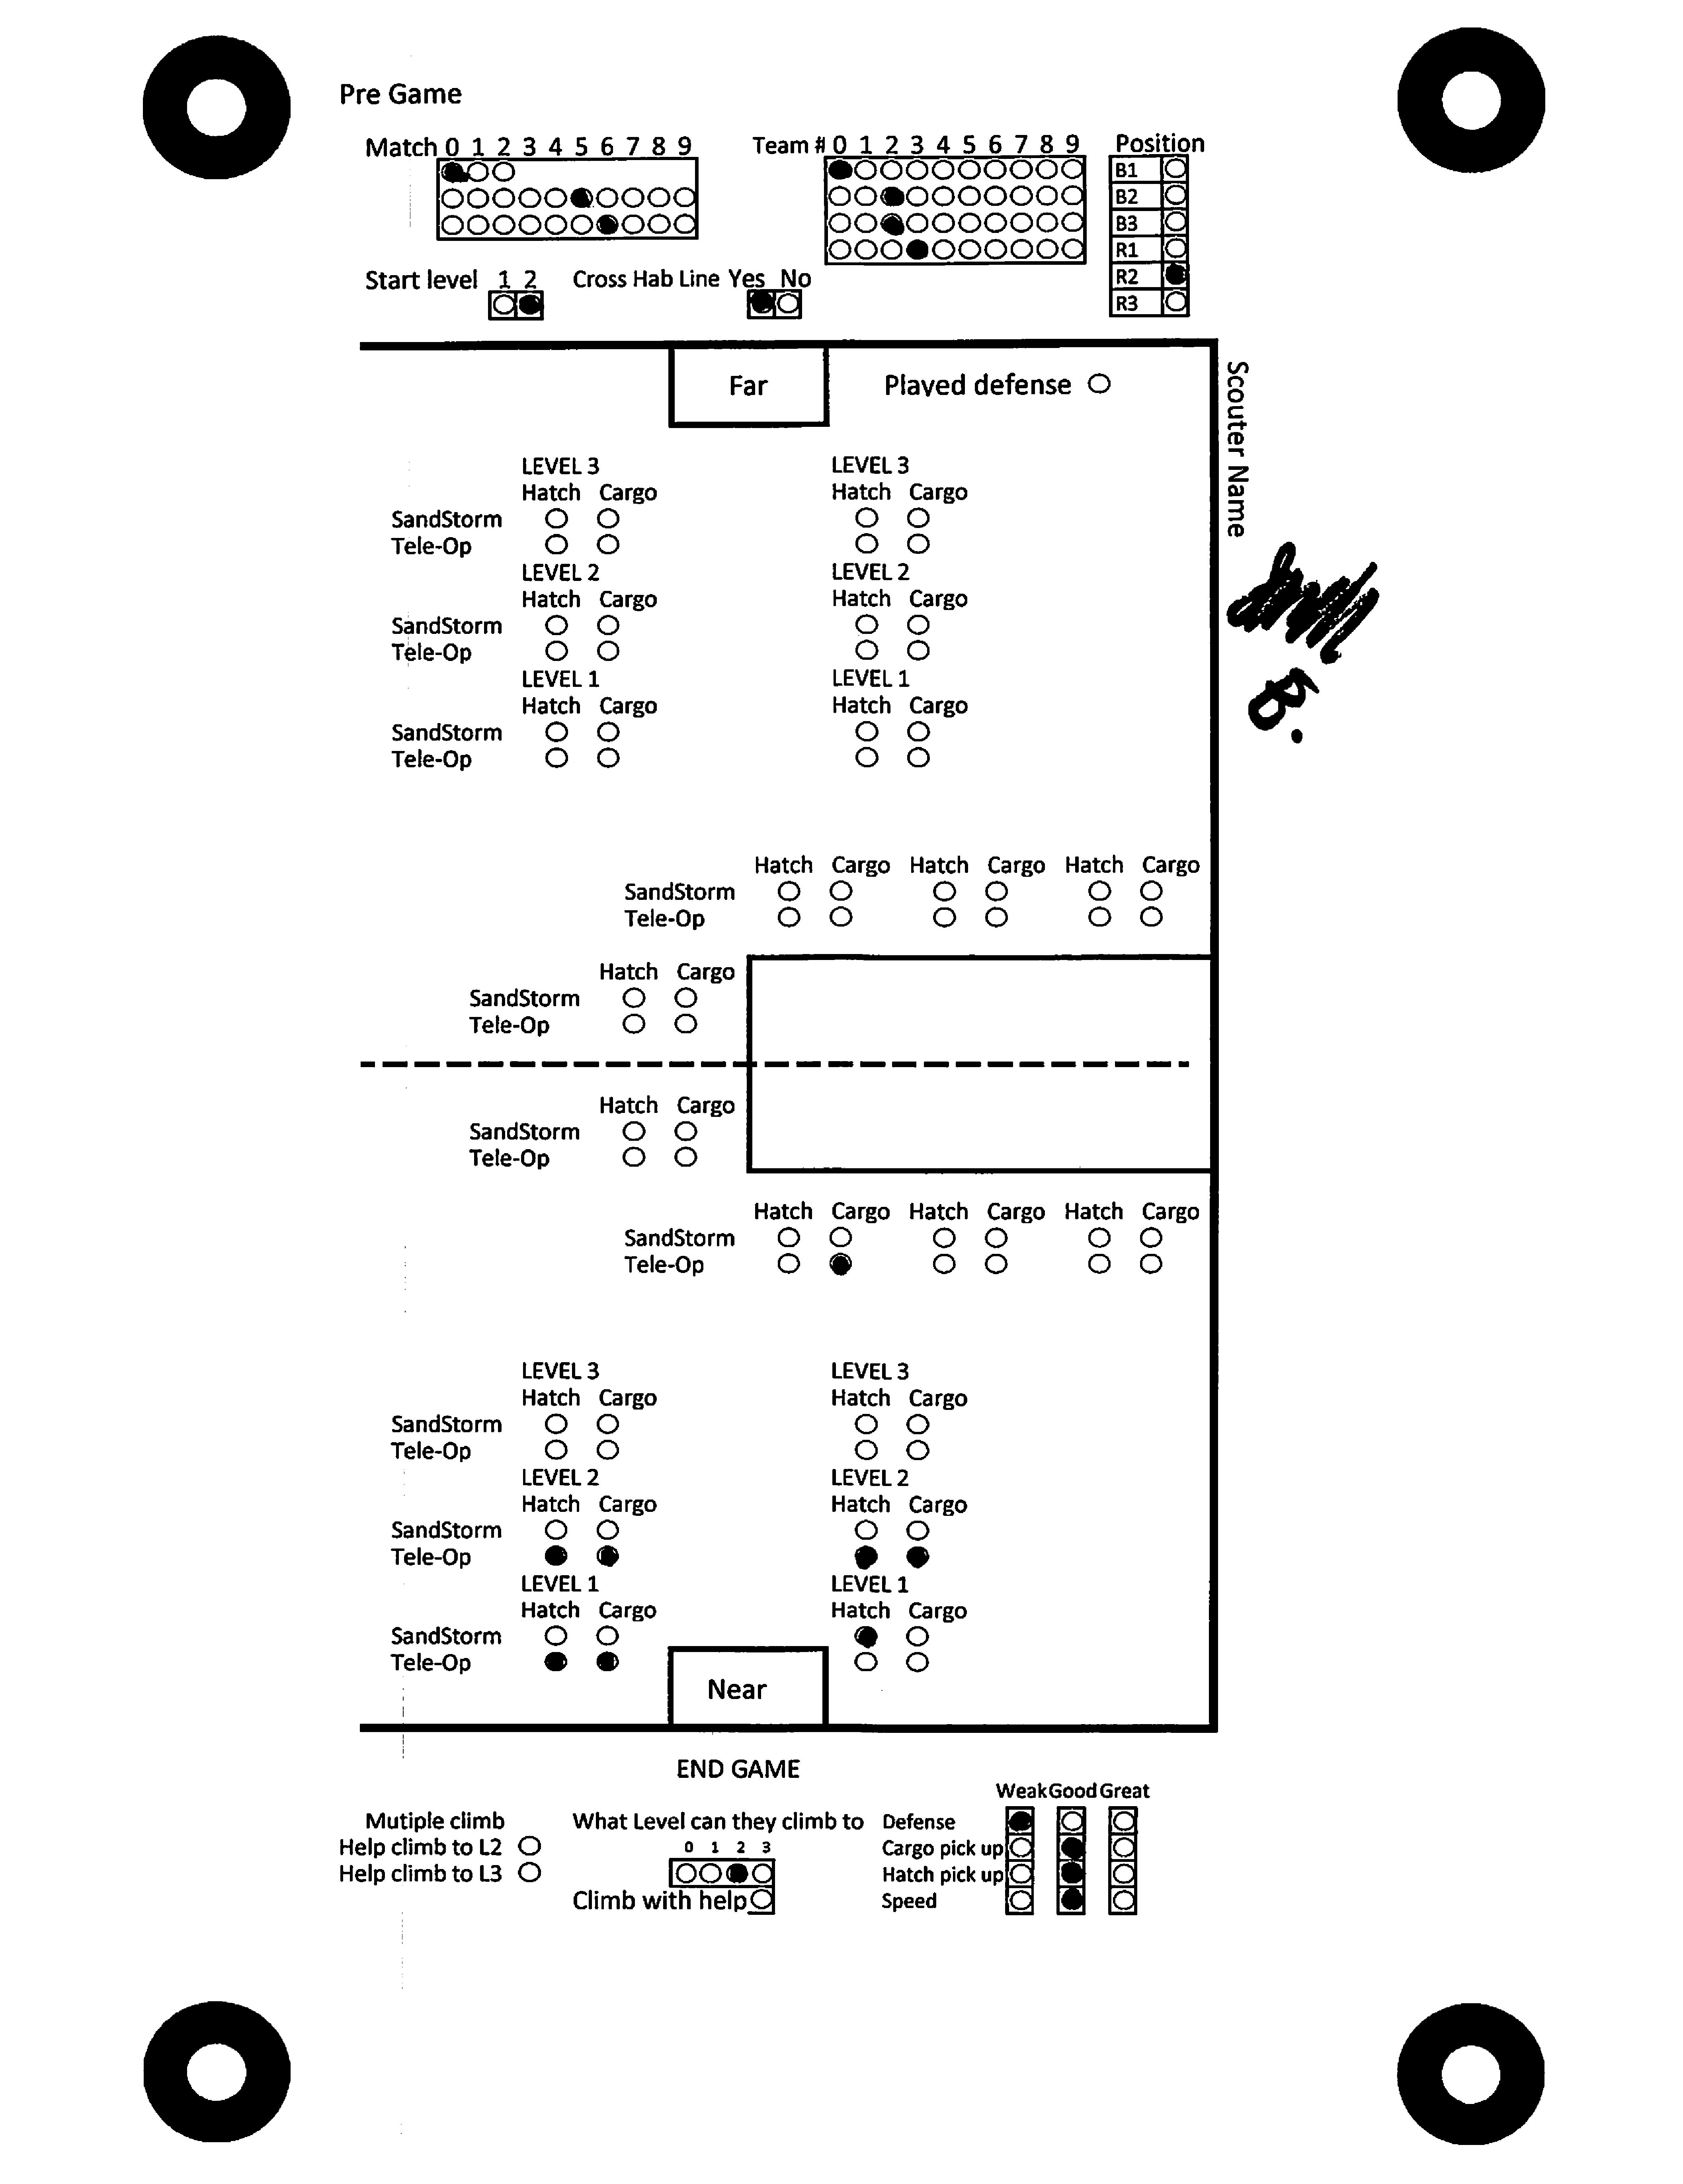 Pre Game
Match 0 1 2 3 4 5 6 7 8 9
Team # 0 1 2 3 4 5 6 7 8 9
Position
B1
B2
B3
R1
R2
R3
Start level 1 2
Cross Hab Line Yes No
Far
Played defense
Scouter Name
B.
LEVEL 3 LEVEL 3
Hatch Cargo Hatch Cargo
SandStorm
Tele-Op
LEVEL 2 LEVEL 2
Hatch Cargo Hatch Cargo
SandStorm
Tele-Op
LEVEL 1 LEVEL 1
Hatch Cargo Hatch Cargo
SandStorm
Tele-Op
Hatch Cargo Hatch Cargo Hatch Cargo
SandStorm
Tele-Op
Hatch Cargo
SandStorm
Tele-Op
Hatch Cargo
SandStorm
Tele-Op
Hatch Cargo Hatch Cargo Hatch Cargo
SandStorm
Tele-Op
LEVEL 3 LEVEL 3
Hatch Cargo Hatch Cargo
SandStorm
Tele-Op
LEVEL 2 LEVEL 2
Hatch Cargo Hatch Cargo
SandStorm
Tele-Op
LEVEL 1 LEVEL 1
Hatch Cargo Hatch Cargo
SandStorm
Tele-Op
Near
END GAME
Mutiple climb
Help climb to L2
Help climb to L3
What Level can they climb to
0 1 2 3
Climb with help
Weak Good Great
Defense
Cargo pick up
Hatch pick up
Speed